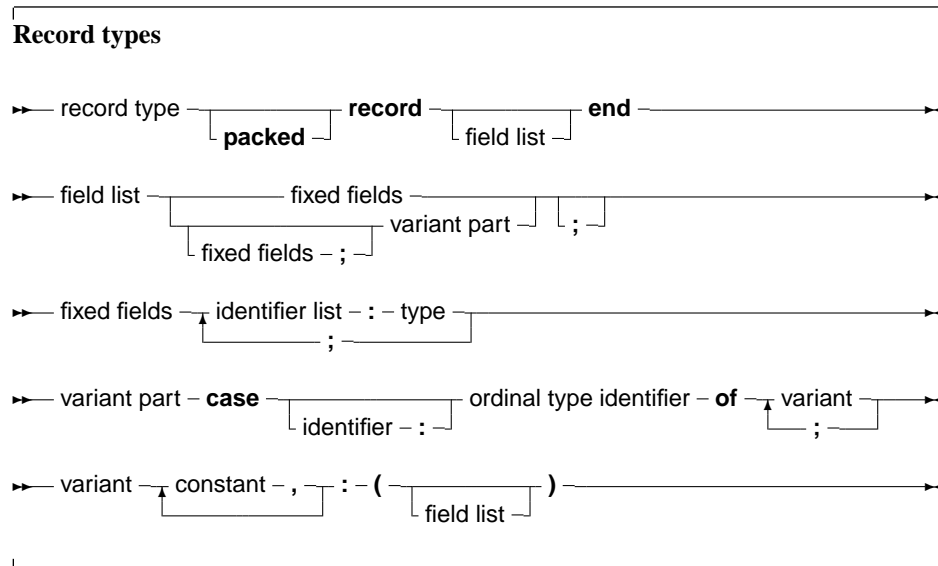 Record types
record type record end
packed field list
field list fixed fields
variant part ;
fixed fields ;
fixed fields identifier list : type
;
variant part case ordinal type identifier of variant
identifier : ;
variant constant , : ( )
field list